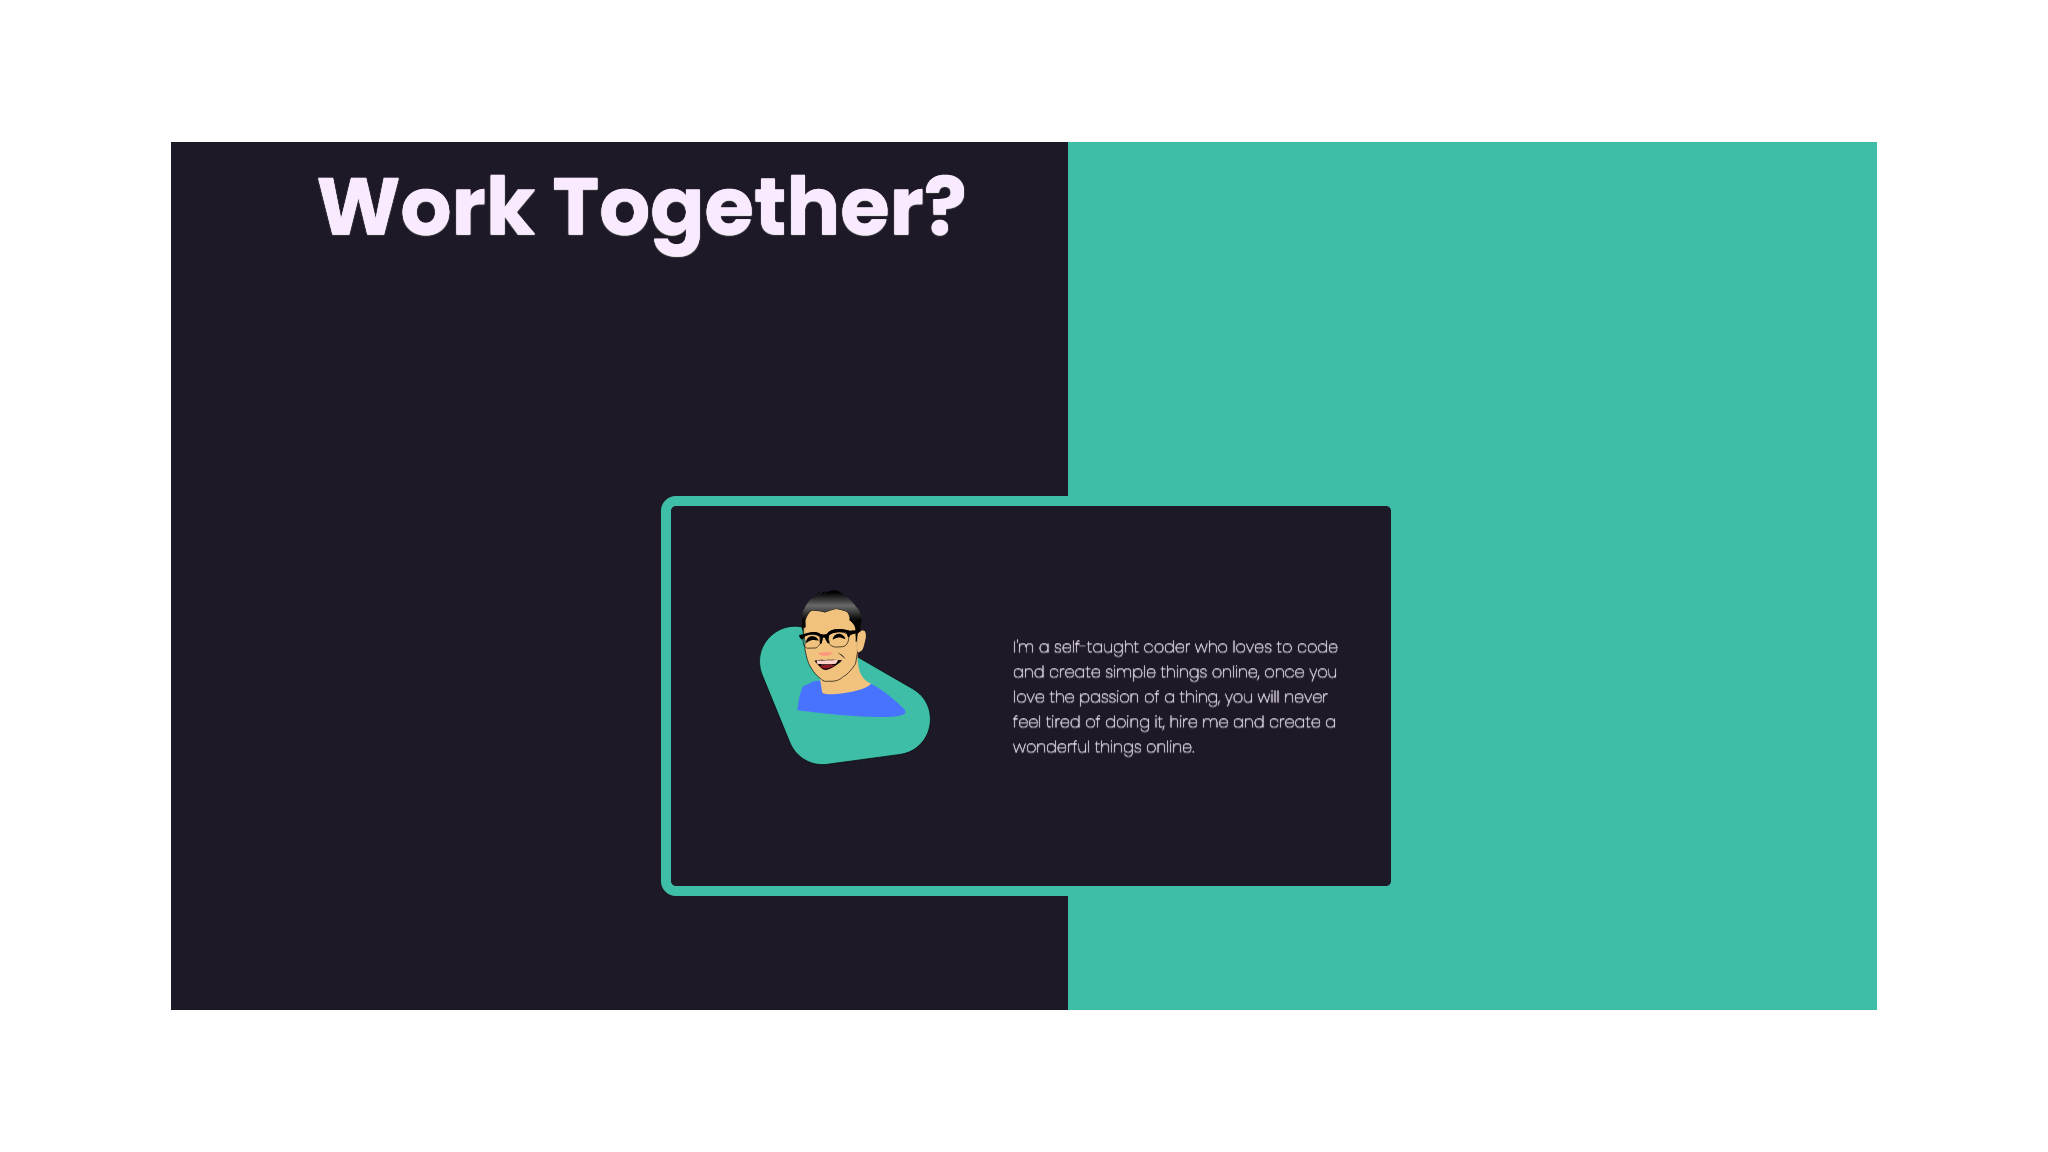 Work Together?
I'm a self-taught coder who loves to code
and create simple things online, once you
love the passion of a thing, you will never
feel tired of doing it, hire me and create a
wonderful things online.